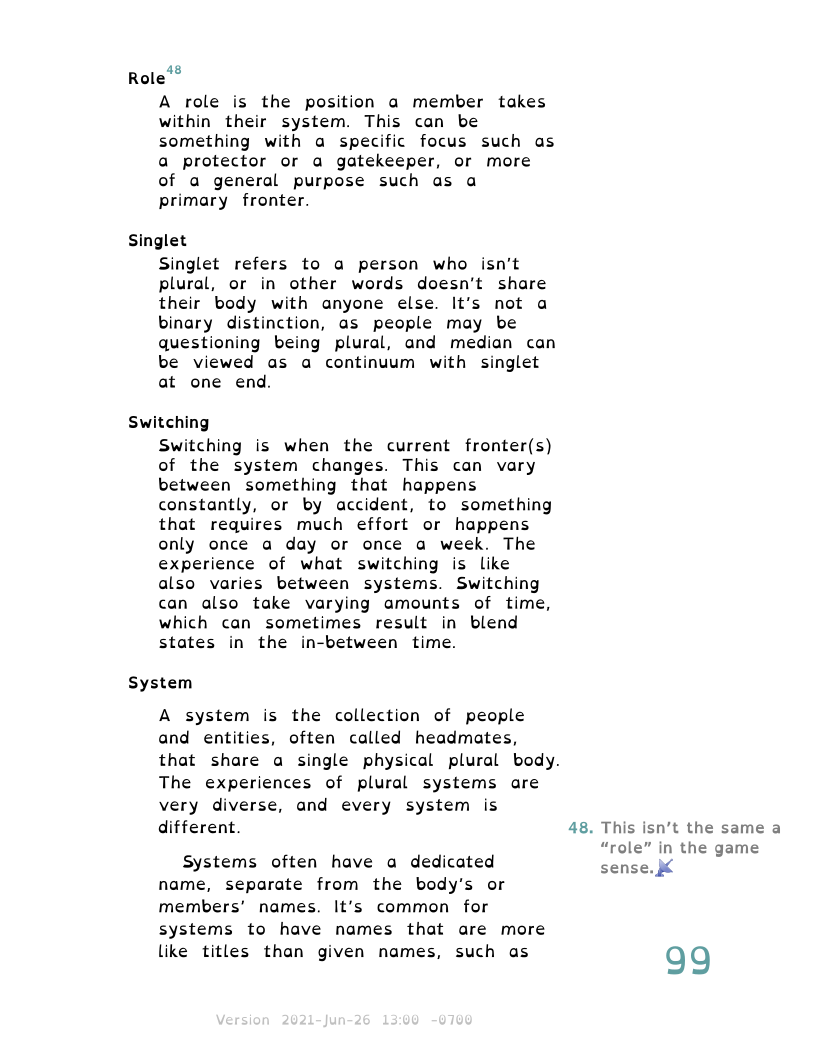 Role48
A role is the position a member takes
within their system. This can be
something with a specific focus such as
a protector or a gatekeeper, or more
of a general purpose such as a
primary fronter.
Singlet
Singlet refers to a person who isn't
plural, or in other words doesn't share
their body with anyone else. It's not a
binary distinction, as people may be
questioning being plural, and median can
be viewed as a continuum with singlet
at one end.
Switching
Switching is when the current fronter(s)
of the system changes. This can vary
between something that happens
constantly, or by accident, to something
that requires much effort or happens
only once a day or once a week. The
experience of what switching is like
also varies between systems. Switching
can also take varying amounts of time,
which can sometimes result in blend
states in the in-between time.
System
A system is the collection of people
and entities, often called headmates,
that share a single physical plural body.
The experiences of plural systems are
very diverse, and every system is
different.
Systems often have a dedicated
name, separate from the body's or
members' names. It's common for
systems to have names that are more
like titles than given names, such as
48. This isn't the same a
"role" in the game
sense.
99
Version 2021-Jun-26 13:00 -0700